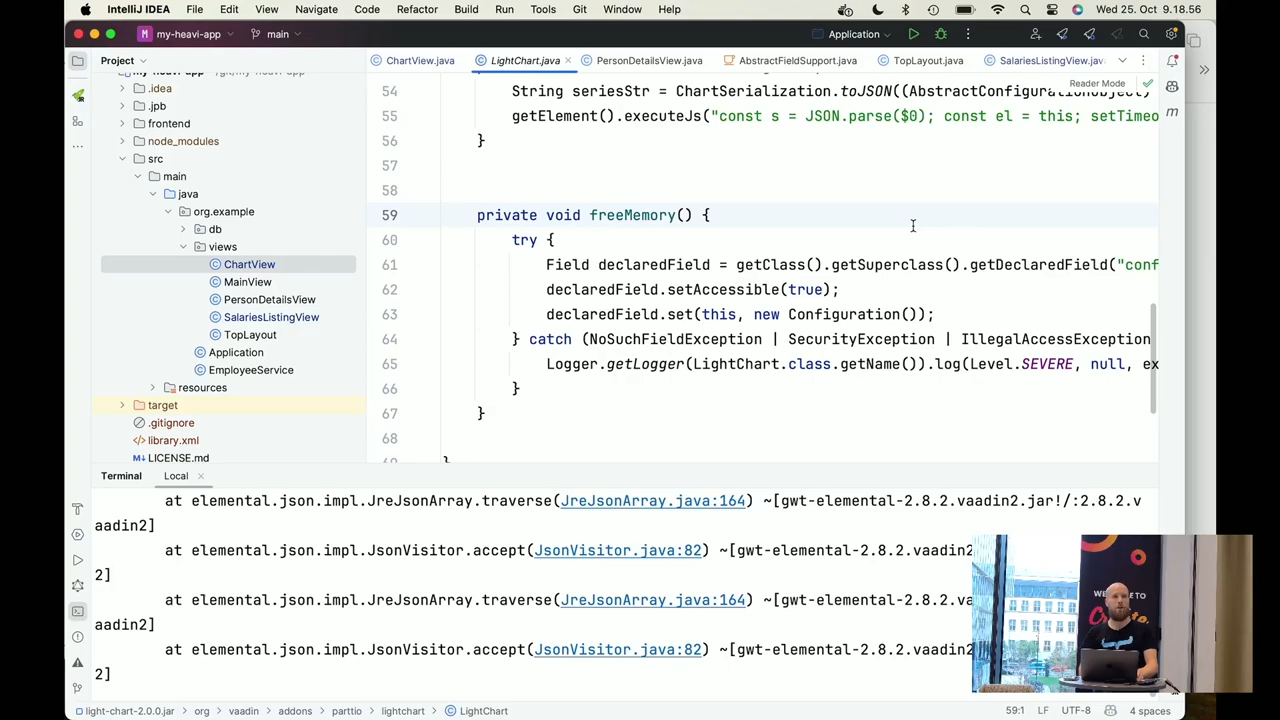 IntelliJ IDEA File Edit View Navigate Code Refactor Build Run Tools Git Window Help Wed 25. Oct 9.18.56
M my-heavi-app main Application
Project
ChartView.java LightChart.java PersonDetailsView.java AbstractFieldSupport.java TopLayout.java SalariesListingView.java
Reader Mode
my-heavi-app
.idea
.jpb
frontend
node_modules
src
main
java
org.example
db
views
ChartView
MainView
PersonDetailsView
SalariesListingView
TopLayout
Application
EmployeeService
resources
target
.gitignore
library.xml
LICENSE.md
54 String seriesStr = ChartSerialization.toJSON((AbstractConfigurationObject)
55 getElement().executeJs("const s = JSON.parse($0); const el = this; setTimeo
56 }
57
58
59 private void freeMemory() {
60 try {
61 Field declaredField = getClass().getSuperclass().getDeclaredField("conf
62 declaredField.setAccessible(true);
63 declaredField.set(this, new Configuration());
64 } catch (NoSuchFieldException | SecurityException | IllegalAccessException
65 Logger.getLogger(LightChart.class.getName()).log(Level.SEVERE, null, ex
66 }
67 }
68
69 }
Terminal Local
at elemental.json.impl.JreJsonArray.traverse(JreJsonArray.java:164) ~[gwt-elemental-2.8.2.vaadin2.jar!/:2.8.2.v
aadin2]
at elemental.json.impl.JsonVisitor.accept(JsonVisitor.java:82) ~[gwt-elemental-2.8.2.vaadin2
2]
at elemental.json.impl.JreJsonArray.traverse(JreJsonArray.java:164) ~[gwt-elemental-2.8.2.va
aadin2]
at elemental.json.impl.JsonVisitor.accept(JsonVisitor.java:82) ~[gwt-elemental-2.8.2.vaadin2
2]
light-chart-2.0.0.jar org vaadin addons parttio lightchart LightChart 59:1 LF UTF-8 4 spaces